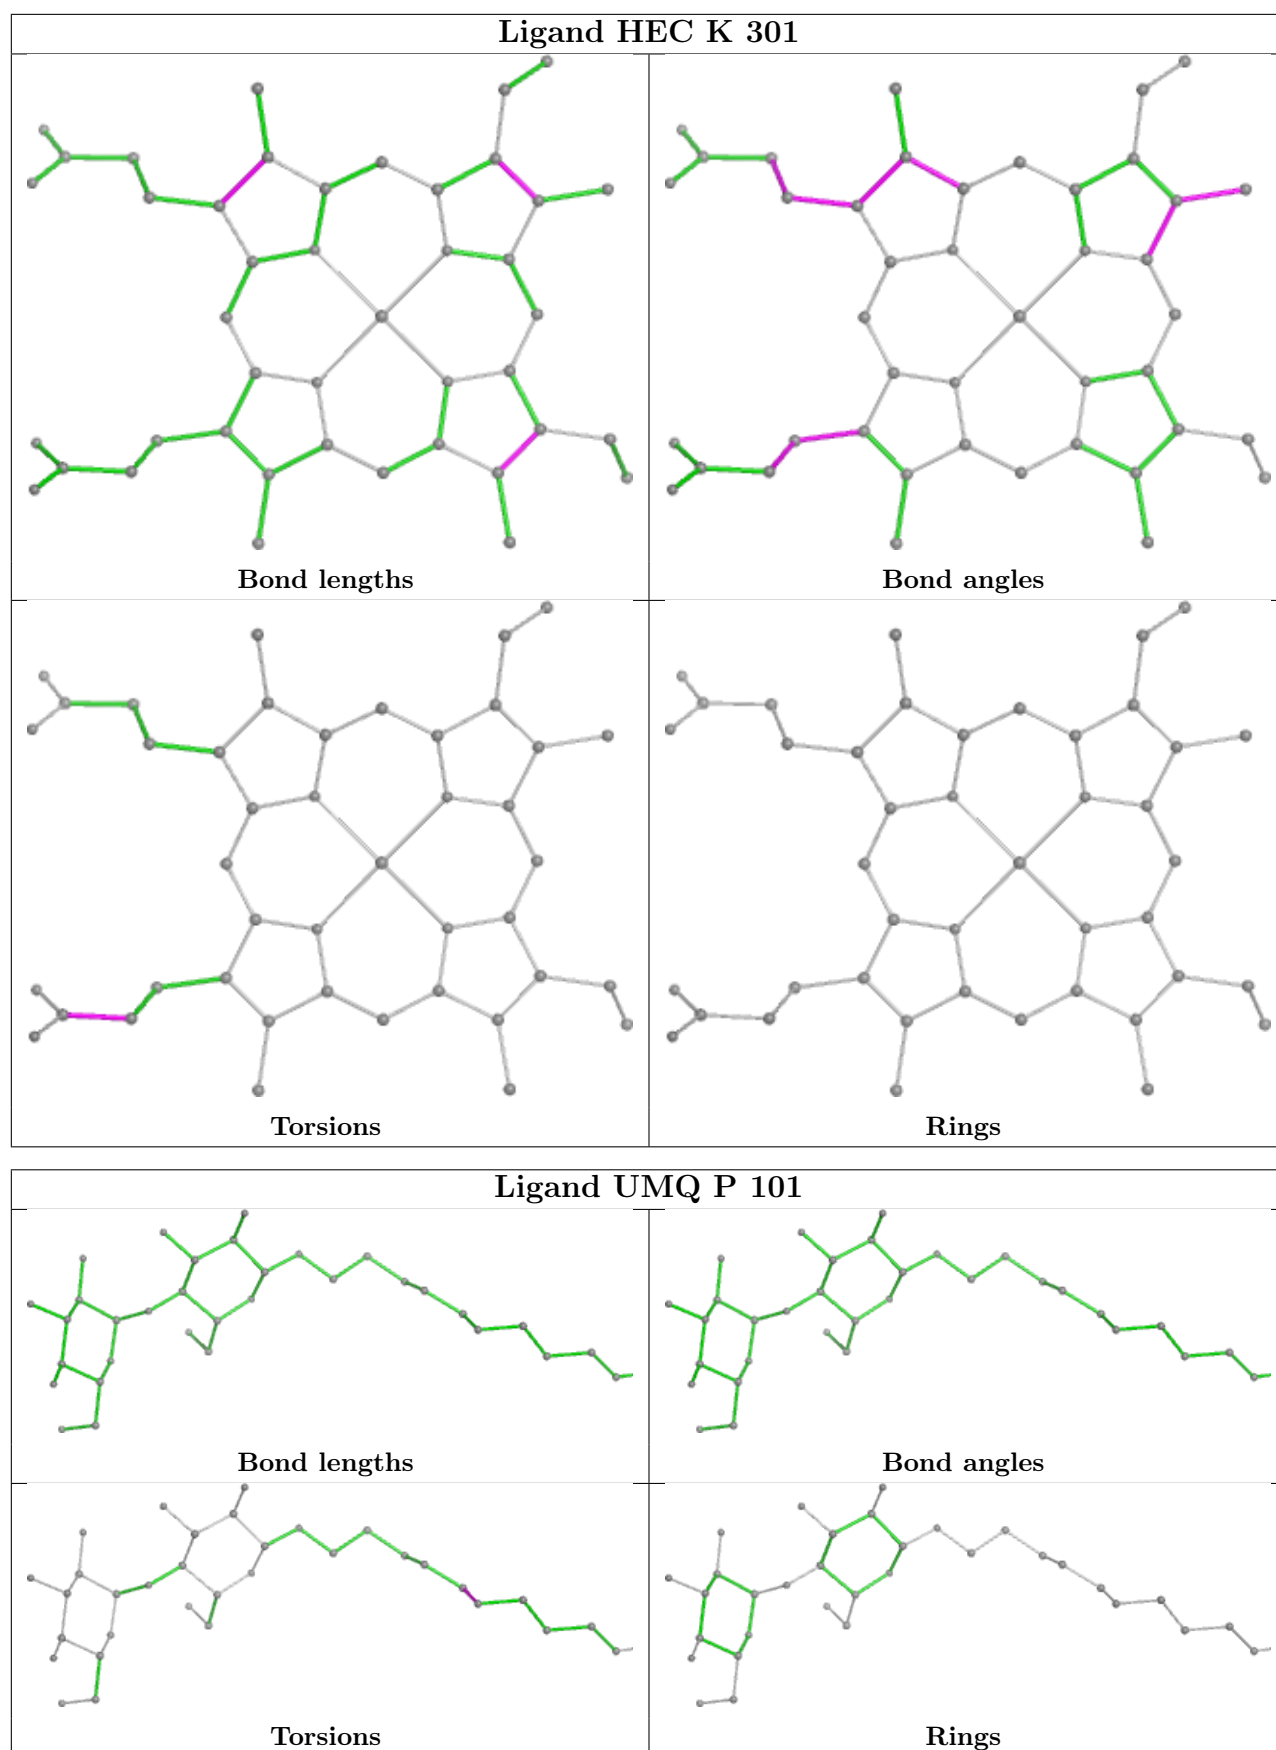 Ligand HEC K 301
Bond lengths
Bond angles
Torsions
Rings
Ligand UMQ P 101
Bond lengths
Bond angles
Torsions
Rings